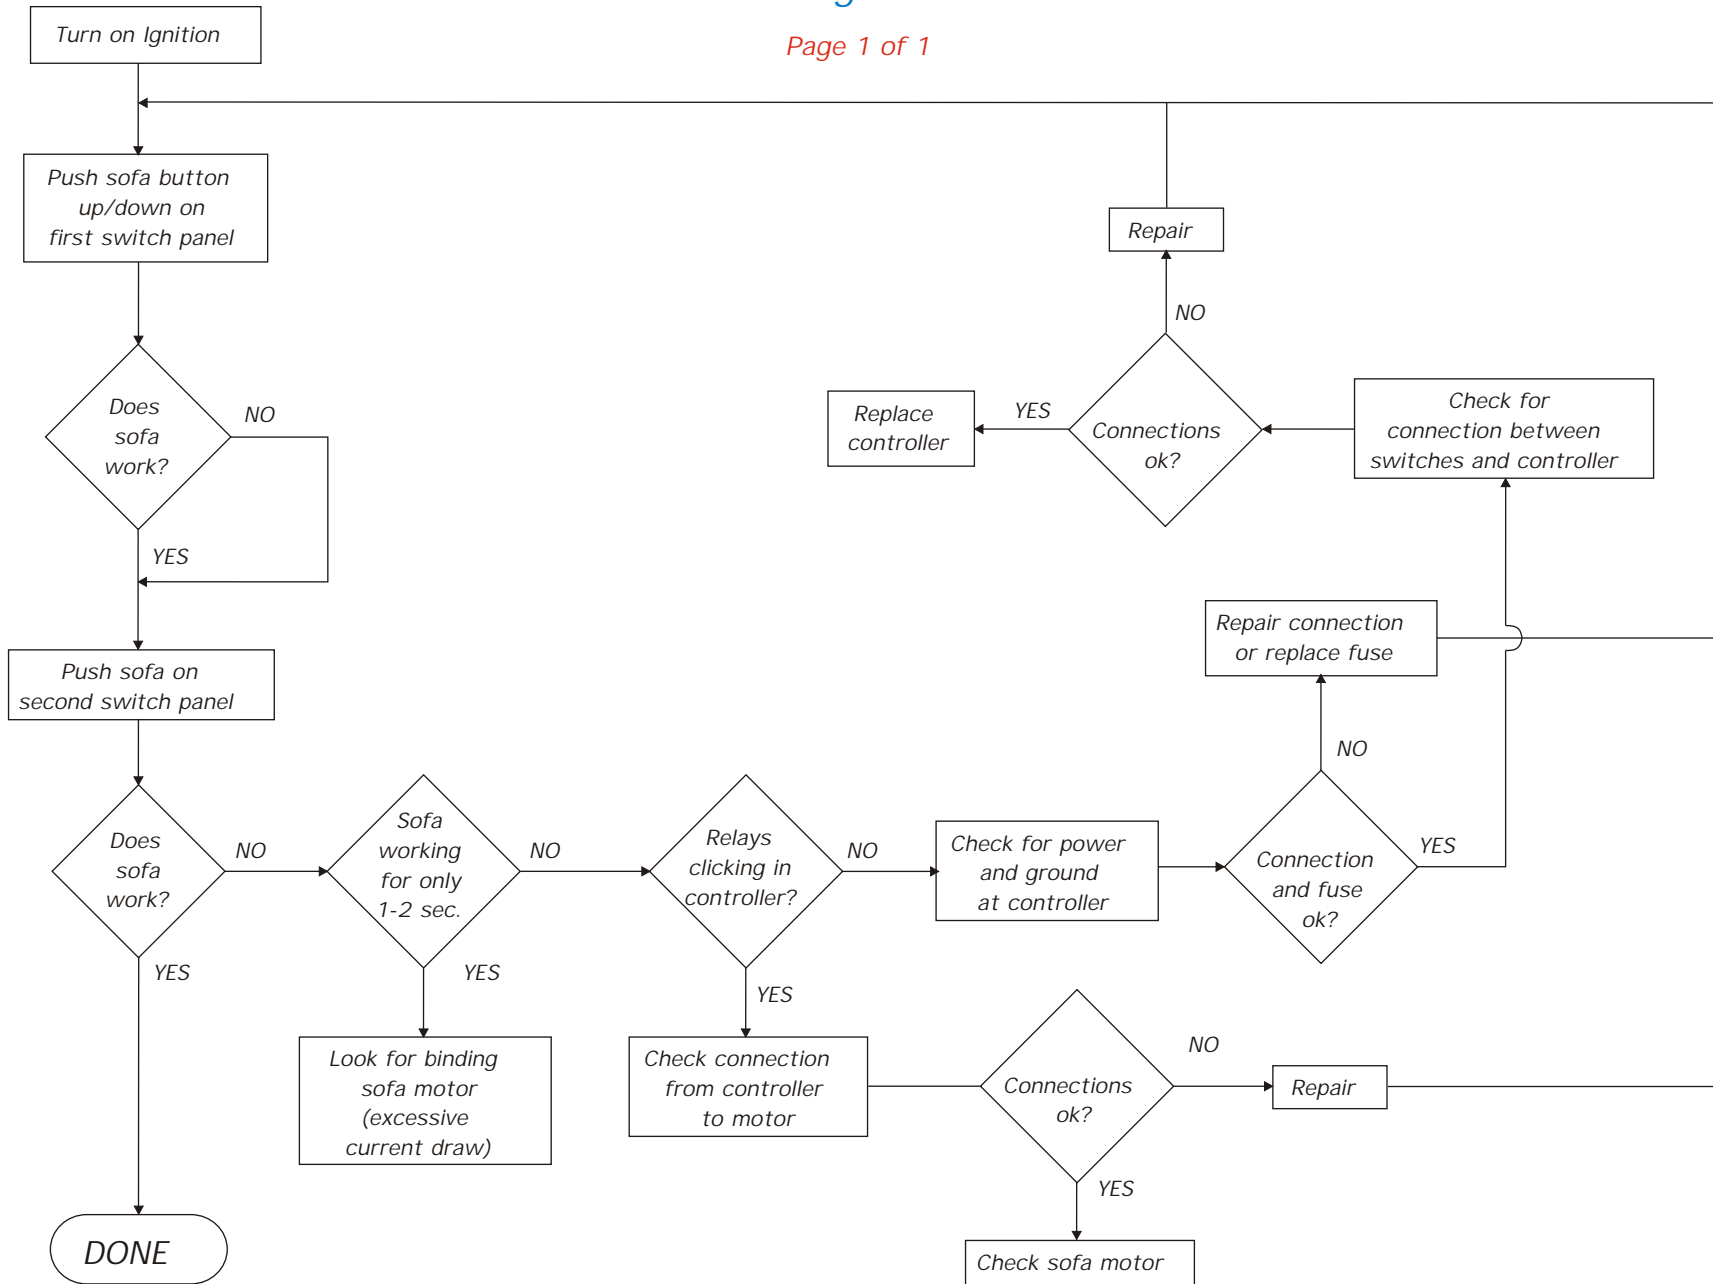 Page 1 of 1
Turn on Ignition
Push sofa button
up/down on
first switch panel
Does
sofa
work?
NO
YES
Push sofa on
second switch panel
Does
sofa
work?
NO
YES
DONE
Sofa
working
for only
1-2 sec.
NO
YES
Look for binding
sofa motor
(excessive
current draw)
Relays
clicking in
controller?
NO
YES
Check connection
from controller
to motor
Connections
ok?
NO
Repair
YES
Check sofa motor
Check for power
and ground
at controller
Connection
and fuse
ok?
NO
Repair connection
or replace fuse
YES
Check for
connection between
switches and controller
Connections
ok?
YES
Replace
controller
NO
Repair